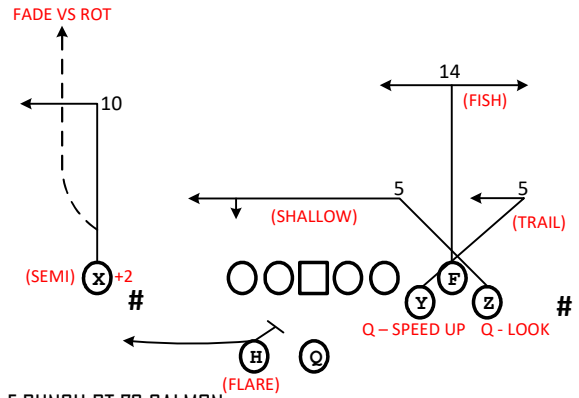 FADE VS ROT
14
10
(FISH)
5
5
(SHALLOW)
(TRAIL)
(SEMI) X +2
F
# Y Z #
Q – SPEED UP Q - LOOK
H Q
(FLARE)